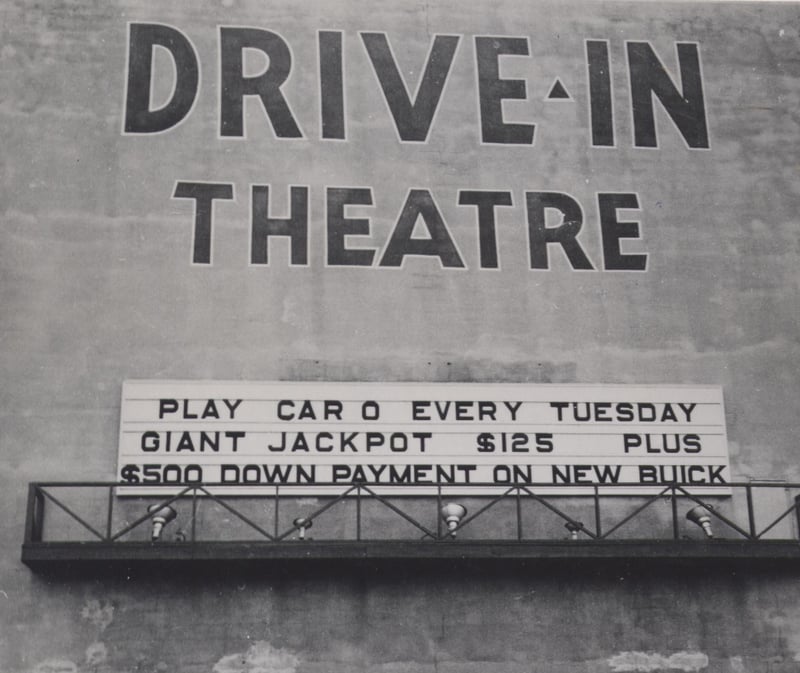 DRIVE-IN
THEATRE
PLAY CAR O EVERY TUESDAY
GIANT JACKPOT $125 PLUS
$500 DOWN PAYMENT ON NEW BUICK